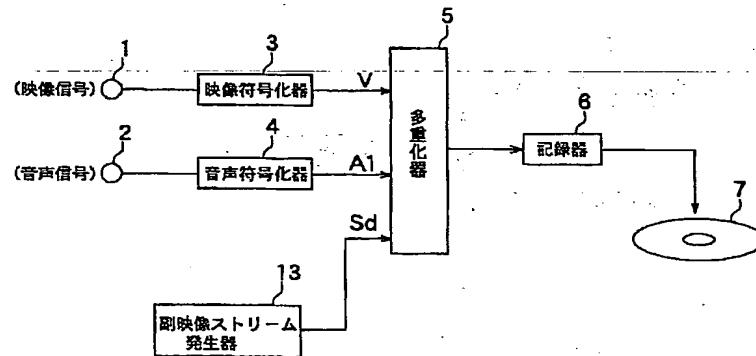 5
1
3
(映像信号)
映像符号化器
V
2
4
多重化器
6
記録器
(音声信号)
音声符号化器
A1
7
Sd
13
副映像ストリーム
発生器